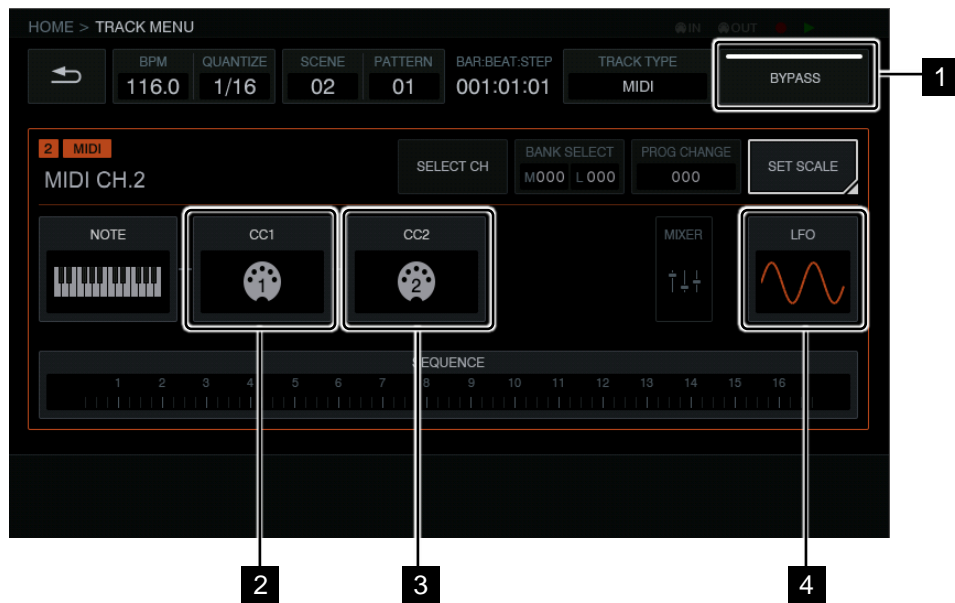 HOME > TRACK MENU
IN OUT
BPM QUANTIZE SCENE PATTERN BAR:BEAT:STEP TRACK TYPE
116.0 1/16 02 01 001:01:01 MIDI
BYPASS
1
2 MIDI
MIDI CH.2
SELECT CH
BANK SELECT
M000 L000
PROG CHANGE
000
SET SCALE
NOTE CC1 CC2 MIXER LFO
1 2
SEQUENCE
1 2 3 4 5 6 7 8 9 10 11 12 13 14 15 16
2 3 4